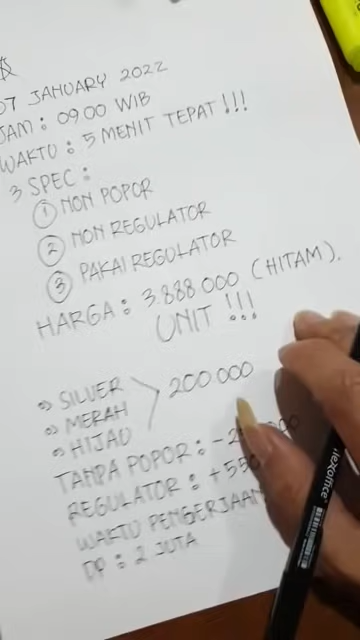 07 JANUARY 2022
JAM : 09.00 WIB
WAKTU : 5 MENIT TEPAT !!!
3 SPEC :
① NON POPOR
② NON REGULATOR
③ PAKAI REGULATOR
HARGA : 3.888.000 (HITAM).
UNIT !!!
SILVER
MERAH 200.000
HIJAU
TANPA POPOR : -
REGULATOR : +550
WAKTU PENGERJAAN
DP : 2 JUTA
flexoffice